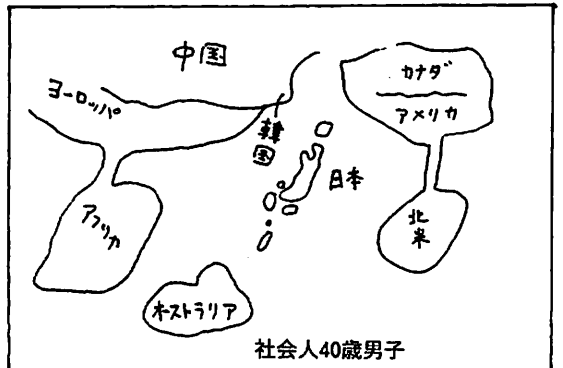 中国
ヨーロッパ
韓国
日本
カナダ
アメリカ
アフリカ
北米
オーストラリア
社会人40歳男子